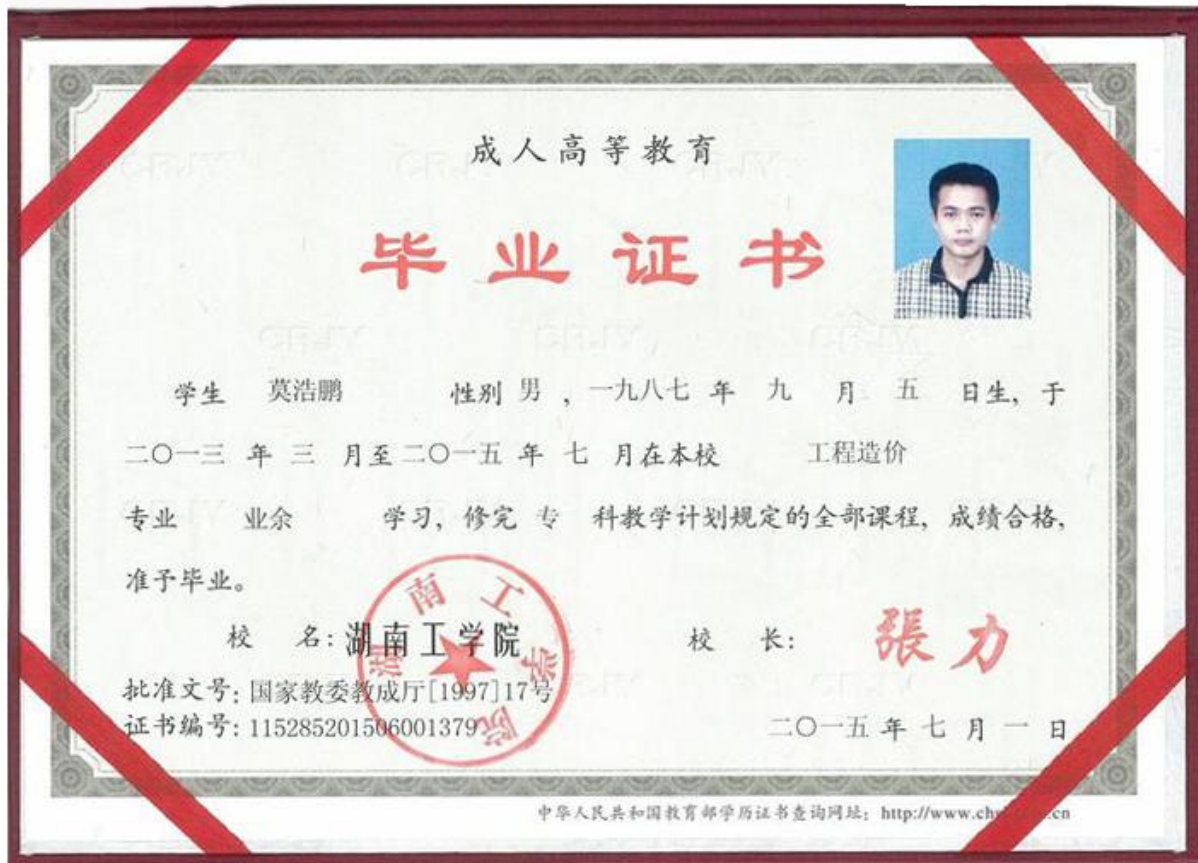 成人高等教育
毕业证书
学生 莫浩鹏 性别 男 ，一九八七 年 九 月 五 日生，于
二〇一三 年 三 月至二〇一五 年 七 月在本校 工程造价
专业 业余 学习，修完 专 科教学计划规定的全部课程，成绩合格，
准予毕业。
校 名：湖南工学院 校 长：張力
湖南工学院
批准文号：国家教委教成厅[1997]17号
证书编号：115285201506001379
二〇一五 年 七 月 一 日
中华人民共和国教育部学历证书查询网址：http://www.ch